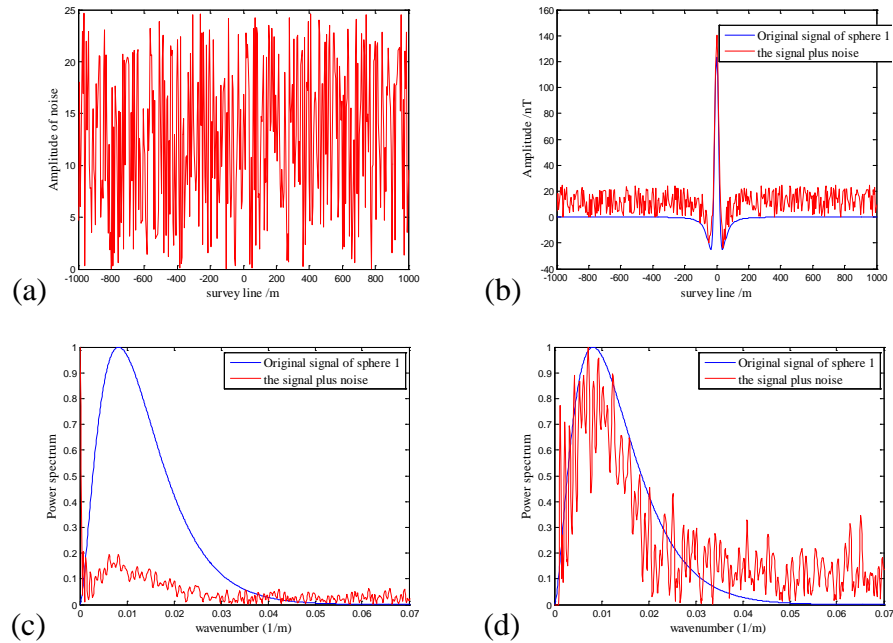 25
20
15
10
5
0
Amplitude of noise
-1000 -800 -600 -400 -200 0 200 400 600 800 1000
survey line /m
(a)
160
140
120
100
80
60
40
20
0
-20
-40
Amplitude /nT
Original signal of sphere 1
the signal plus noise
-1000 -800 -600 -400 -200 0 200 400 600 800 1000
survey line /m
(b)
1
0.9
0.8
0.7
0.6
0.5
0.4
0.3
0.2
0.1
0
Power spectrum
Original signal of sphere 1
the signal plus noise
0 0.01 0.02 0.03 0.04 0.05 0.06 0.07
wavenumber (1/m)
(c)
1
0.9
0.8
0.7
0.6
0.5
0.4
0.3
0.2
0.1
0
Power spectrum
Original signal of sphere 1
the signal plus noise
0 0.01 0.02 0.03 0.04 0.05 0.06 0.07
wavenumber (1/m)
(d)